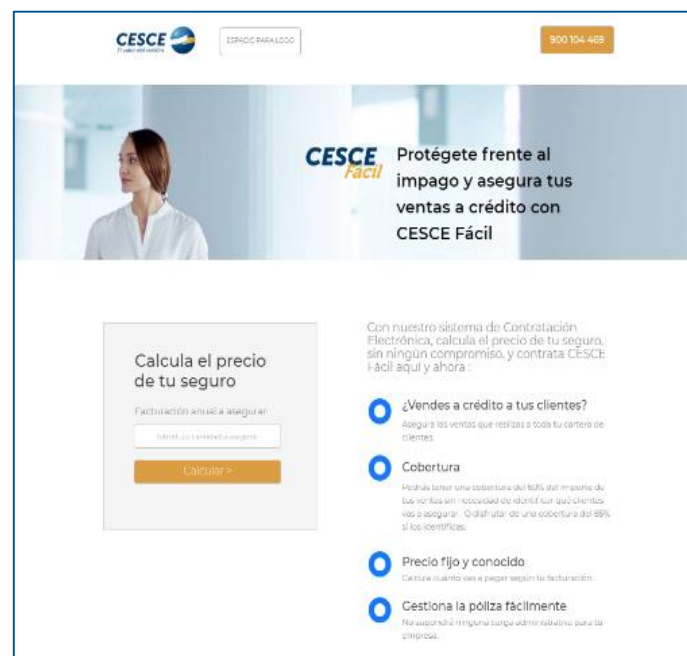 CESCE
ESPACIO PARA LOGO
900 104 469
CESCE
Fácil
Protégete frente al
impago y asegura tus
ventas a crédito con
CESCE Fácil
Calcula el precio
de tu seguro
Facturación anual a asegurar
Introduce cantidad a asegurar
Calcular >
Con nuestro sistema de Contratación
Electrónica, calcula el precio de tu seguro,
sin ningún compromiso, y contrata CESCE
Fácil aquí y ahora :
¿Vendes a crédito a tus clientes?
Asegura las ventas que realizas a toda tu cartera de
clientes.
Cobertura
Podrás tener una cobertura del 60% del importe de
tus ventas sin necesidad de identificar qué clientes
vas a asegurar. O disfrutar de una cobertura del 85%
si los identificas.
Precio fijo y conocido
Calcula cuánto vas a pagar según tu facturación.
Gestiona la póliza fácilmente
No supondrá ninguna carga administrativa para tu
empresa.